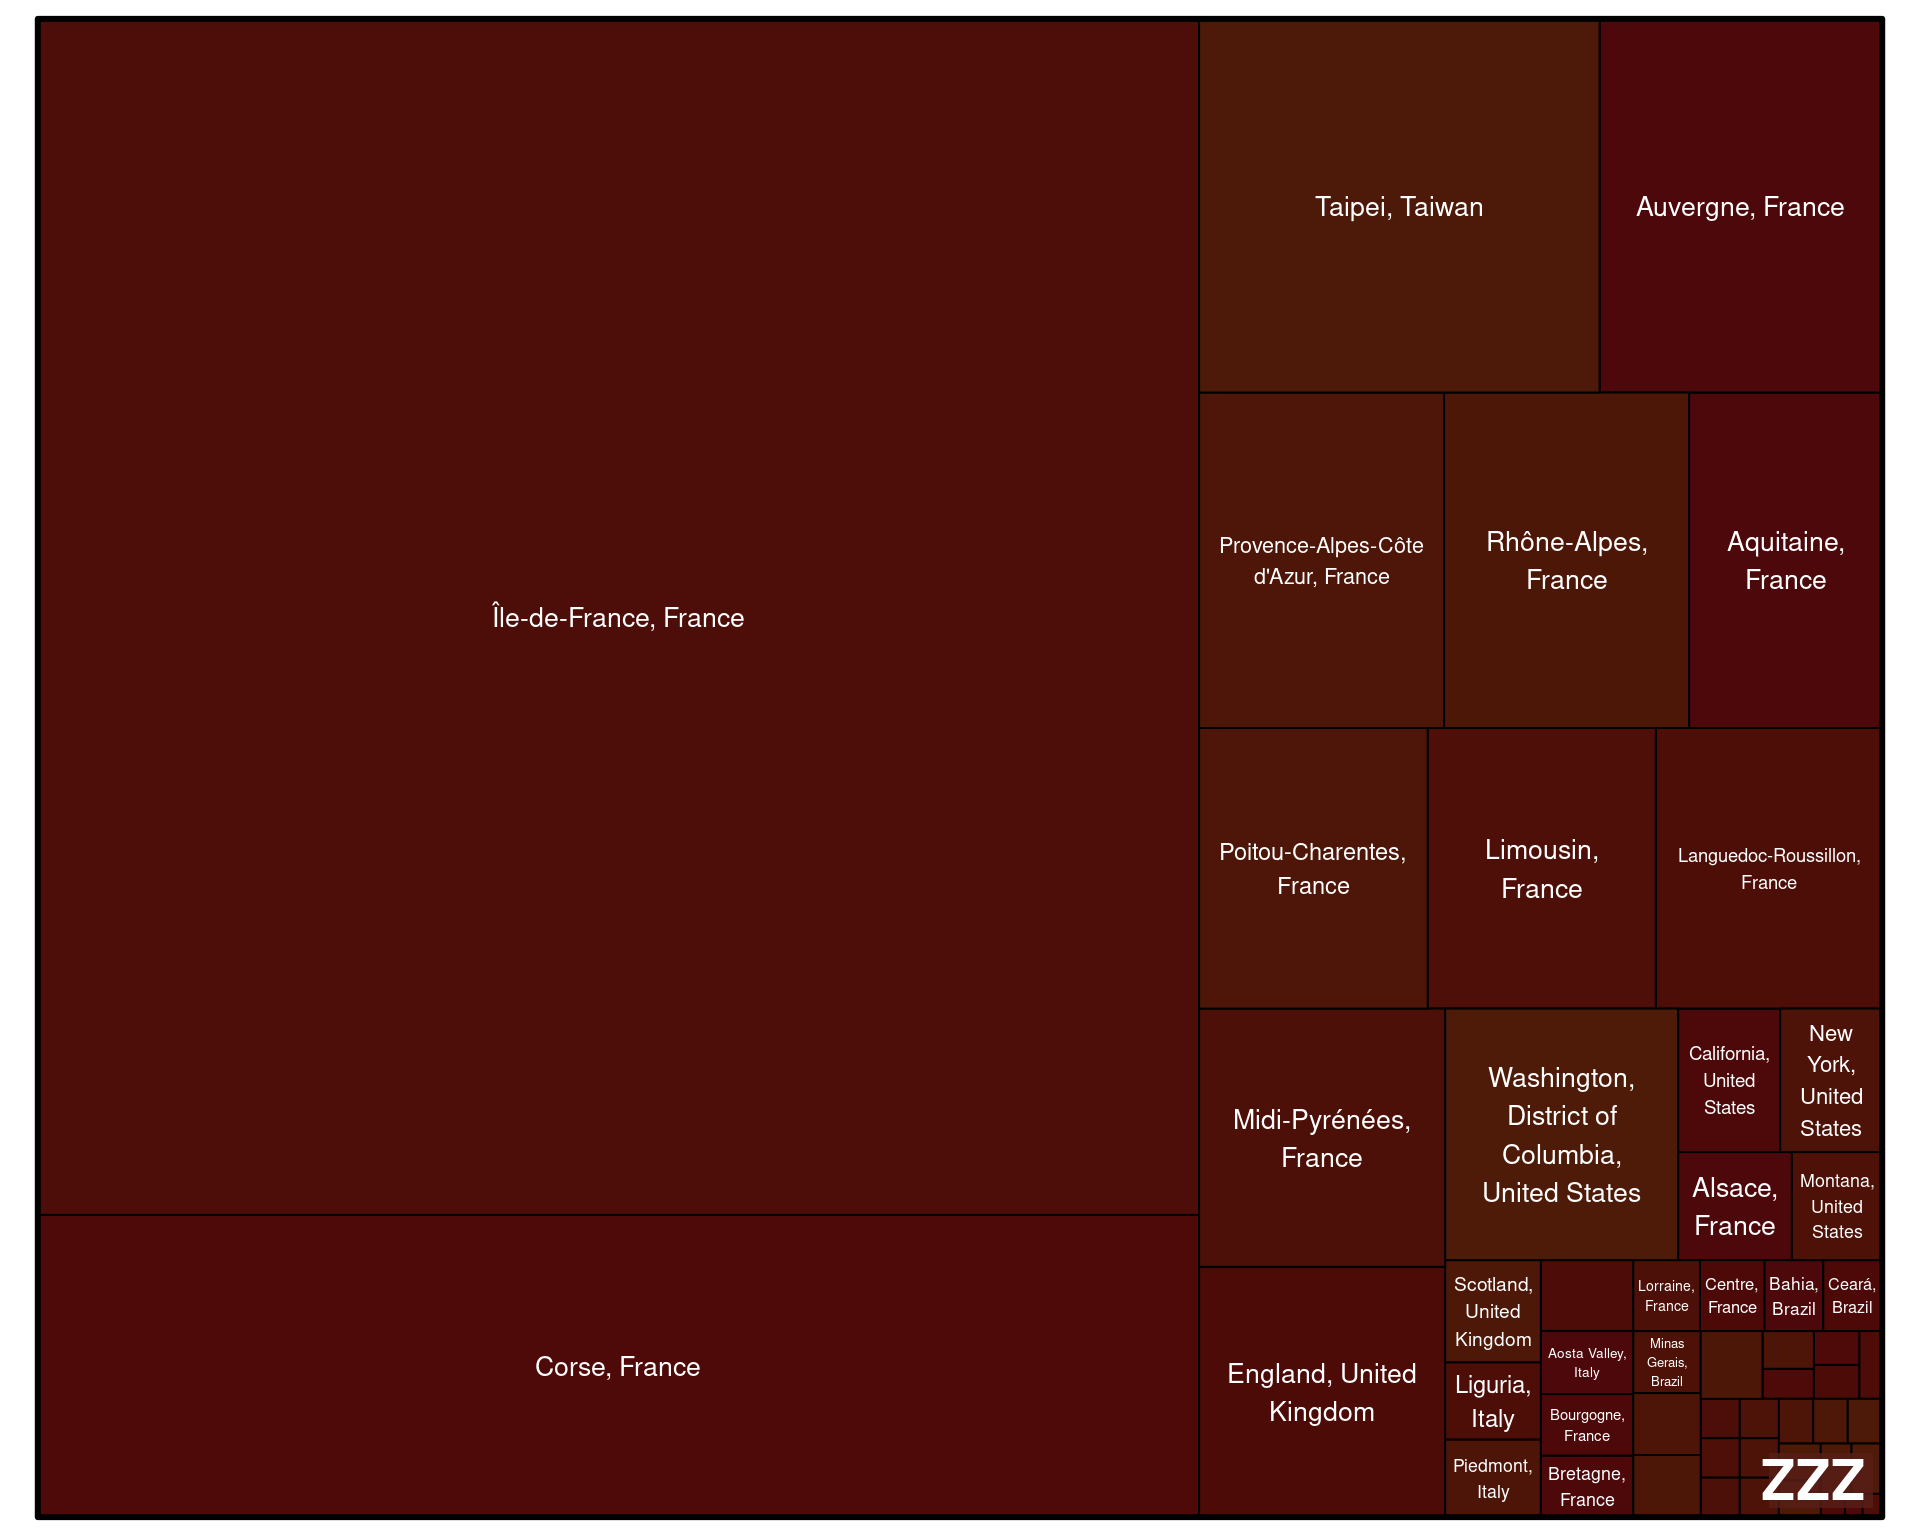 Île-de-France, France
Corse, France
Taipei, Taiwan
Auvergne, France
Provence-Alpes-Côte
d'Azur, France
Rhône-Alpes,
France
Aquitaine,
France
Poitou-Charentes,
France
Limousin,
France
Languedoc-Roussillon,
France
Midi-Pyrénées,
France
England, United
Kingdom
Washington,
District of
Columbia,
United States
California,
United
States
New
York,
United
States
Alsace,
France
Montana,
United
States
Scotland,
United
Kingdom
Liguria,
Italy
Piedmont,
Italy
Aosta Valley,
Italy
Bourgogne,
France
Bretagne,
France
Lorraine,
France
Minas
Gerais,
Brazil
Centre,
France
Bahia,
Brazil
Ceará,
Brazil
ZZZ